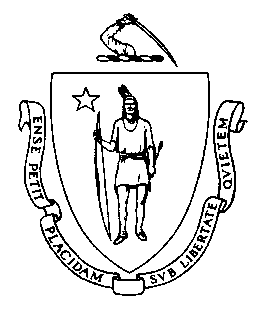 ENSE PETIT
PLACIDAM
SVB LIBERTATE
QVIETEM